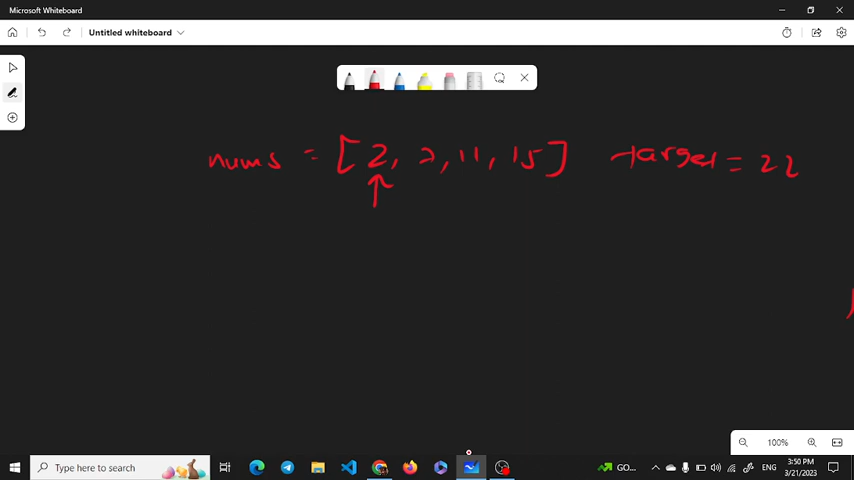 Microsoft Whiteboard
Untitled whiteboard
nums = [2, 7, 11, 15] target = 22
100%
Type here to search
GO...
ENG
3:50 PM
3/21/2023